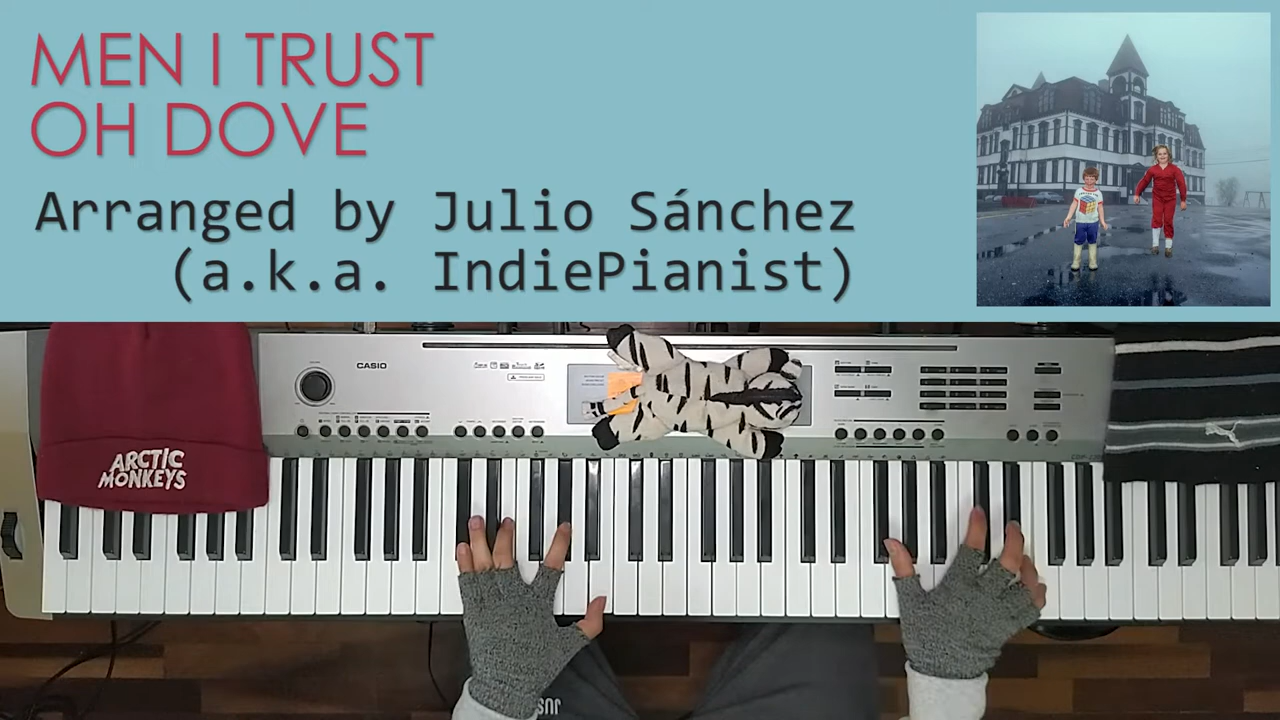 MEN I TRUST
OH DOVE
Arranged by Julio Sánchez
(a.k.a. IndiePianist)
CASIO
ARCTIC
MONKEYS